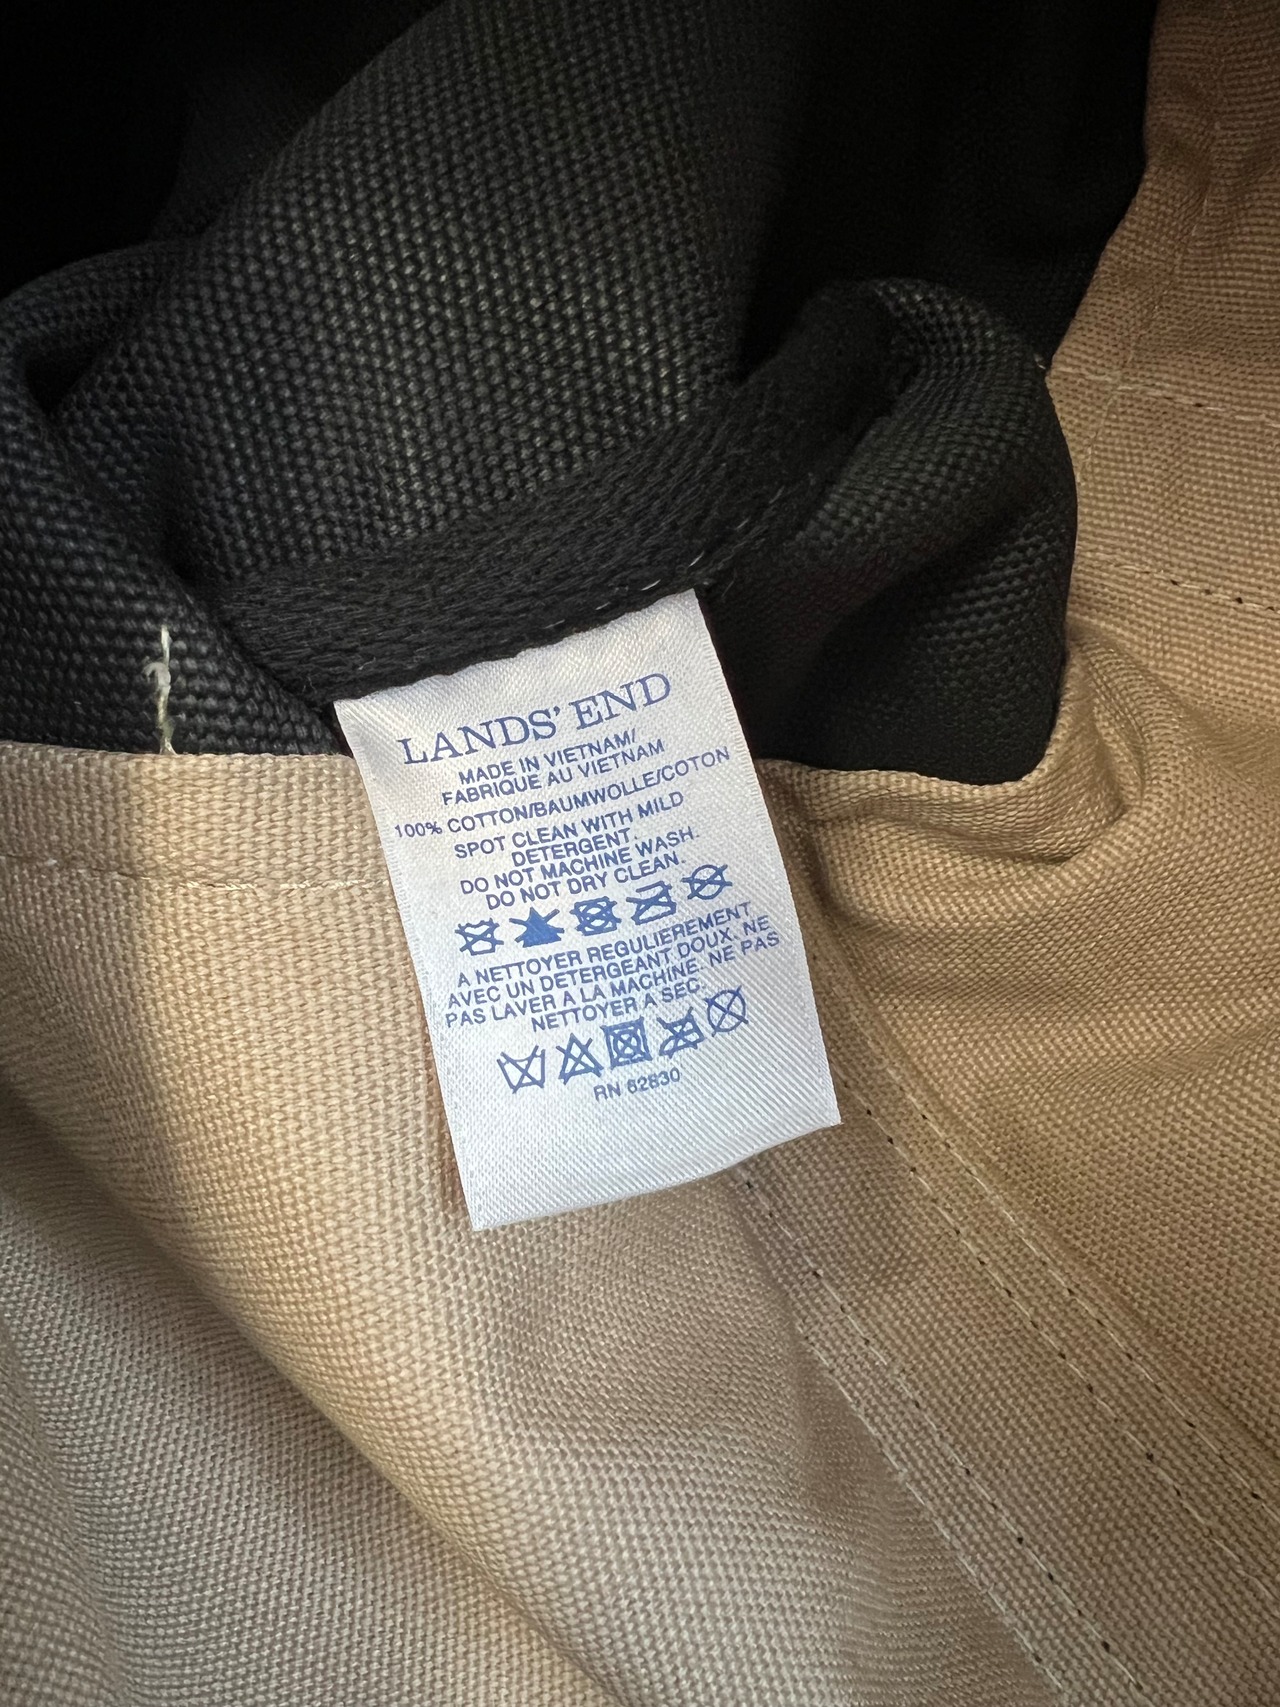 LANDS' END
MADE IN VIETNAM/
FABRIQUE AU VIETNAM
100% COTTON/BAUMWOLLE/COTON
SPOT CLEAN WITH MILD
DETERGENT.
DO NOT MACHINE WASH.
DO NOT DRY CLEAN.
A NETTOYER REGULIEREMENT
AVEC UN DETERGEANT DOUX. NE
PAS LAVER A LA MACHINE. NE PAS
NETTOYER A SEC.
RN 62830